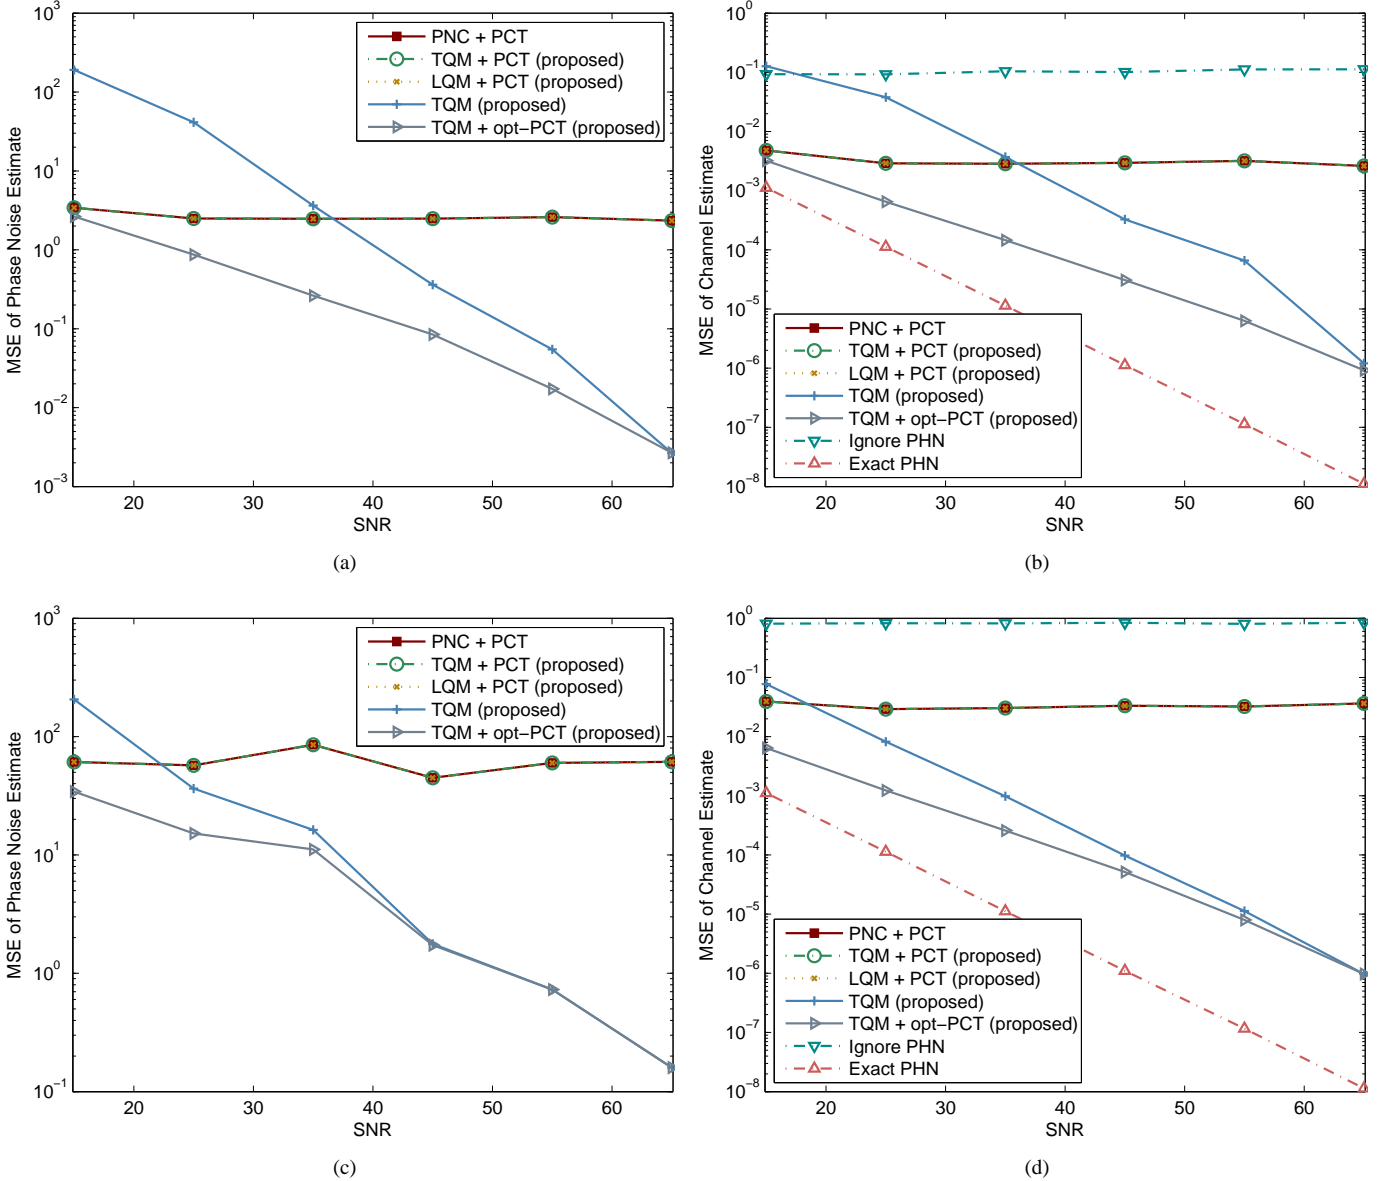 10^3
10^2
10^1
10^0
10^-1
10^-2
10^-3
MSE of Phase Noise Estimate
PNC + PCT
TQM + PCT (proposed)
LQM + PCT (proposed)
TQM (proposed)
TQM + opt-PCT (proposed)
20 30 40 50 60
SNR
(a)
10^0
10^-1
10^-2
10^-3
10^-4
10^-5
10^-6
10^-7
10^-8
MSE of Channel Estimate
PNC + PCT
TQM + PCT (proposed)
LQM + PCT (proposed)
TQM (proposed)
TQM + opt-PCT (proposed)
Ignore PHN
Exact PHN
20 30 40 50 60
SNR
(b)
10^3
10^2
10^1
10^0
10^-1
MSE of Phase Noise Estimate
PNC + PCT
TQM + PCT (proposed)
LQM + PCT (proposed)
TQM (proposed)
TQM + opt-PCT (proposed)
20 30 40 50 60
SNR
(c)
10^0
10^-1
10^-2
10^-3
10^-4
10^-5
10^-6
10^-7
10^-8
MSE of Channel Estimate
PNC + PCT
TQM + PCT (proposed)
LQM + PCT (proposed)
TQM (proposed)
TQM + opt-PCT (proposed)
Ignore PHN
Exact PHN
20 30 40 50 60
SNR
(d)